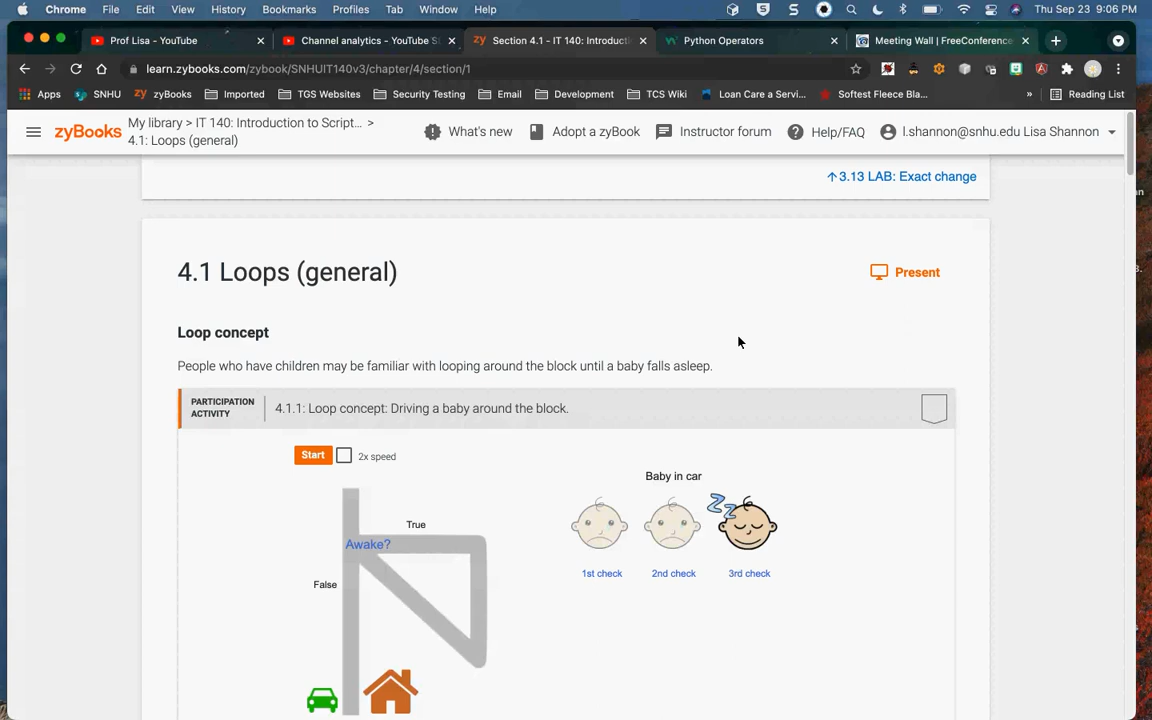 Chrome File Edit View History Bookmarks Profiles Tab Window Help Thu Sep 23 9:06 PM
Prof Lisa - YouTube Channel analytics - YouTube St Section 4.1 - IT 140: Introducti Python Operators Meeting Wall | FreeConference
learn.zybooks.com/zybook/SNHUIT140v3/chapter/4/section/1
Apps SNHU zyBooks Imported TGS Websites Security Testing Email Development TCS Wiki Loan Care a Servi... Softest Fleece Bla... » Reading List
zyBooks My library > IT 140: Introduction to Script... >
4.1: Loops (general)
What's new Adopt a zyBook Instructor forum Help/FAQ l.shannon@snhu.edu Lisa Shannon
3.13 LAB: Exact change
4.1 Loops (general)
Present
Loop concept
People who have children may be familiar with looping around the block until a baby falls asleep.
PARTICIPATION
ACTIVITY
4.1.1: Loop concept: Driving a baby around the block.
Start 2x speed
Baby in car
True
Awake?
1st check 2nd check 3rd check
False